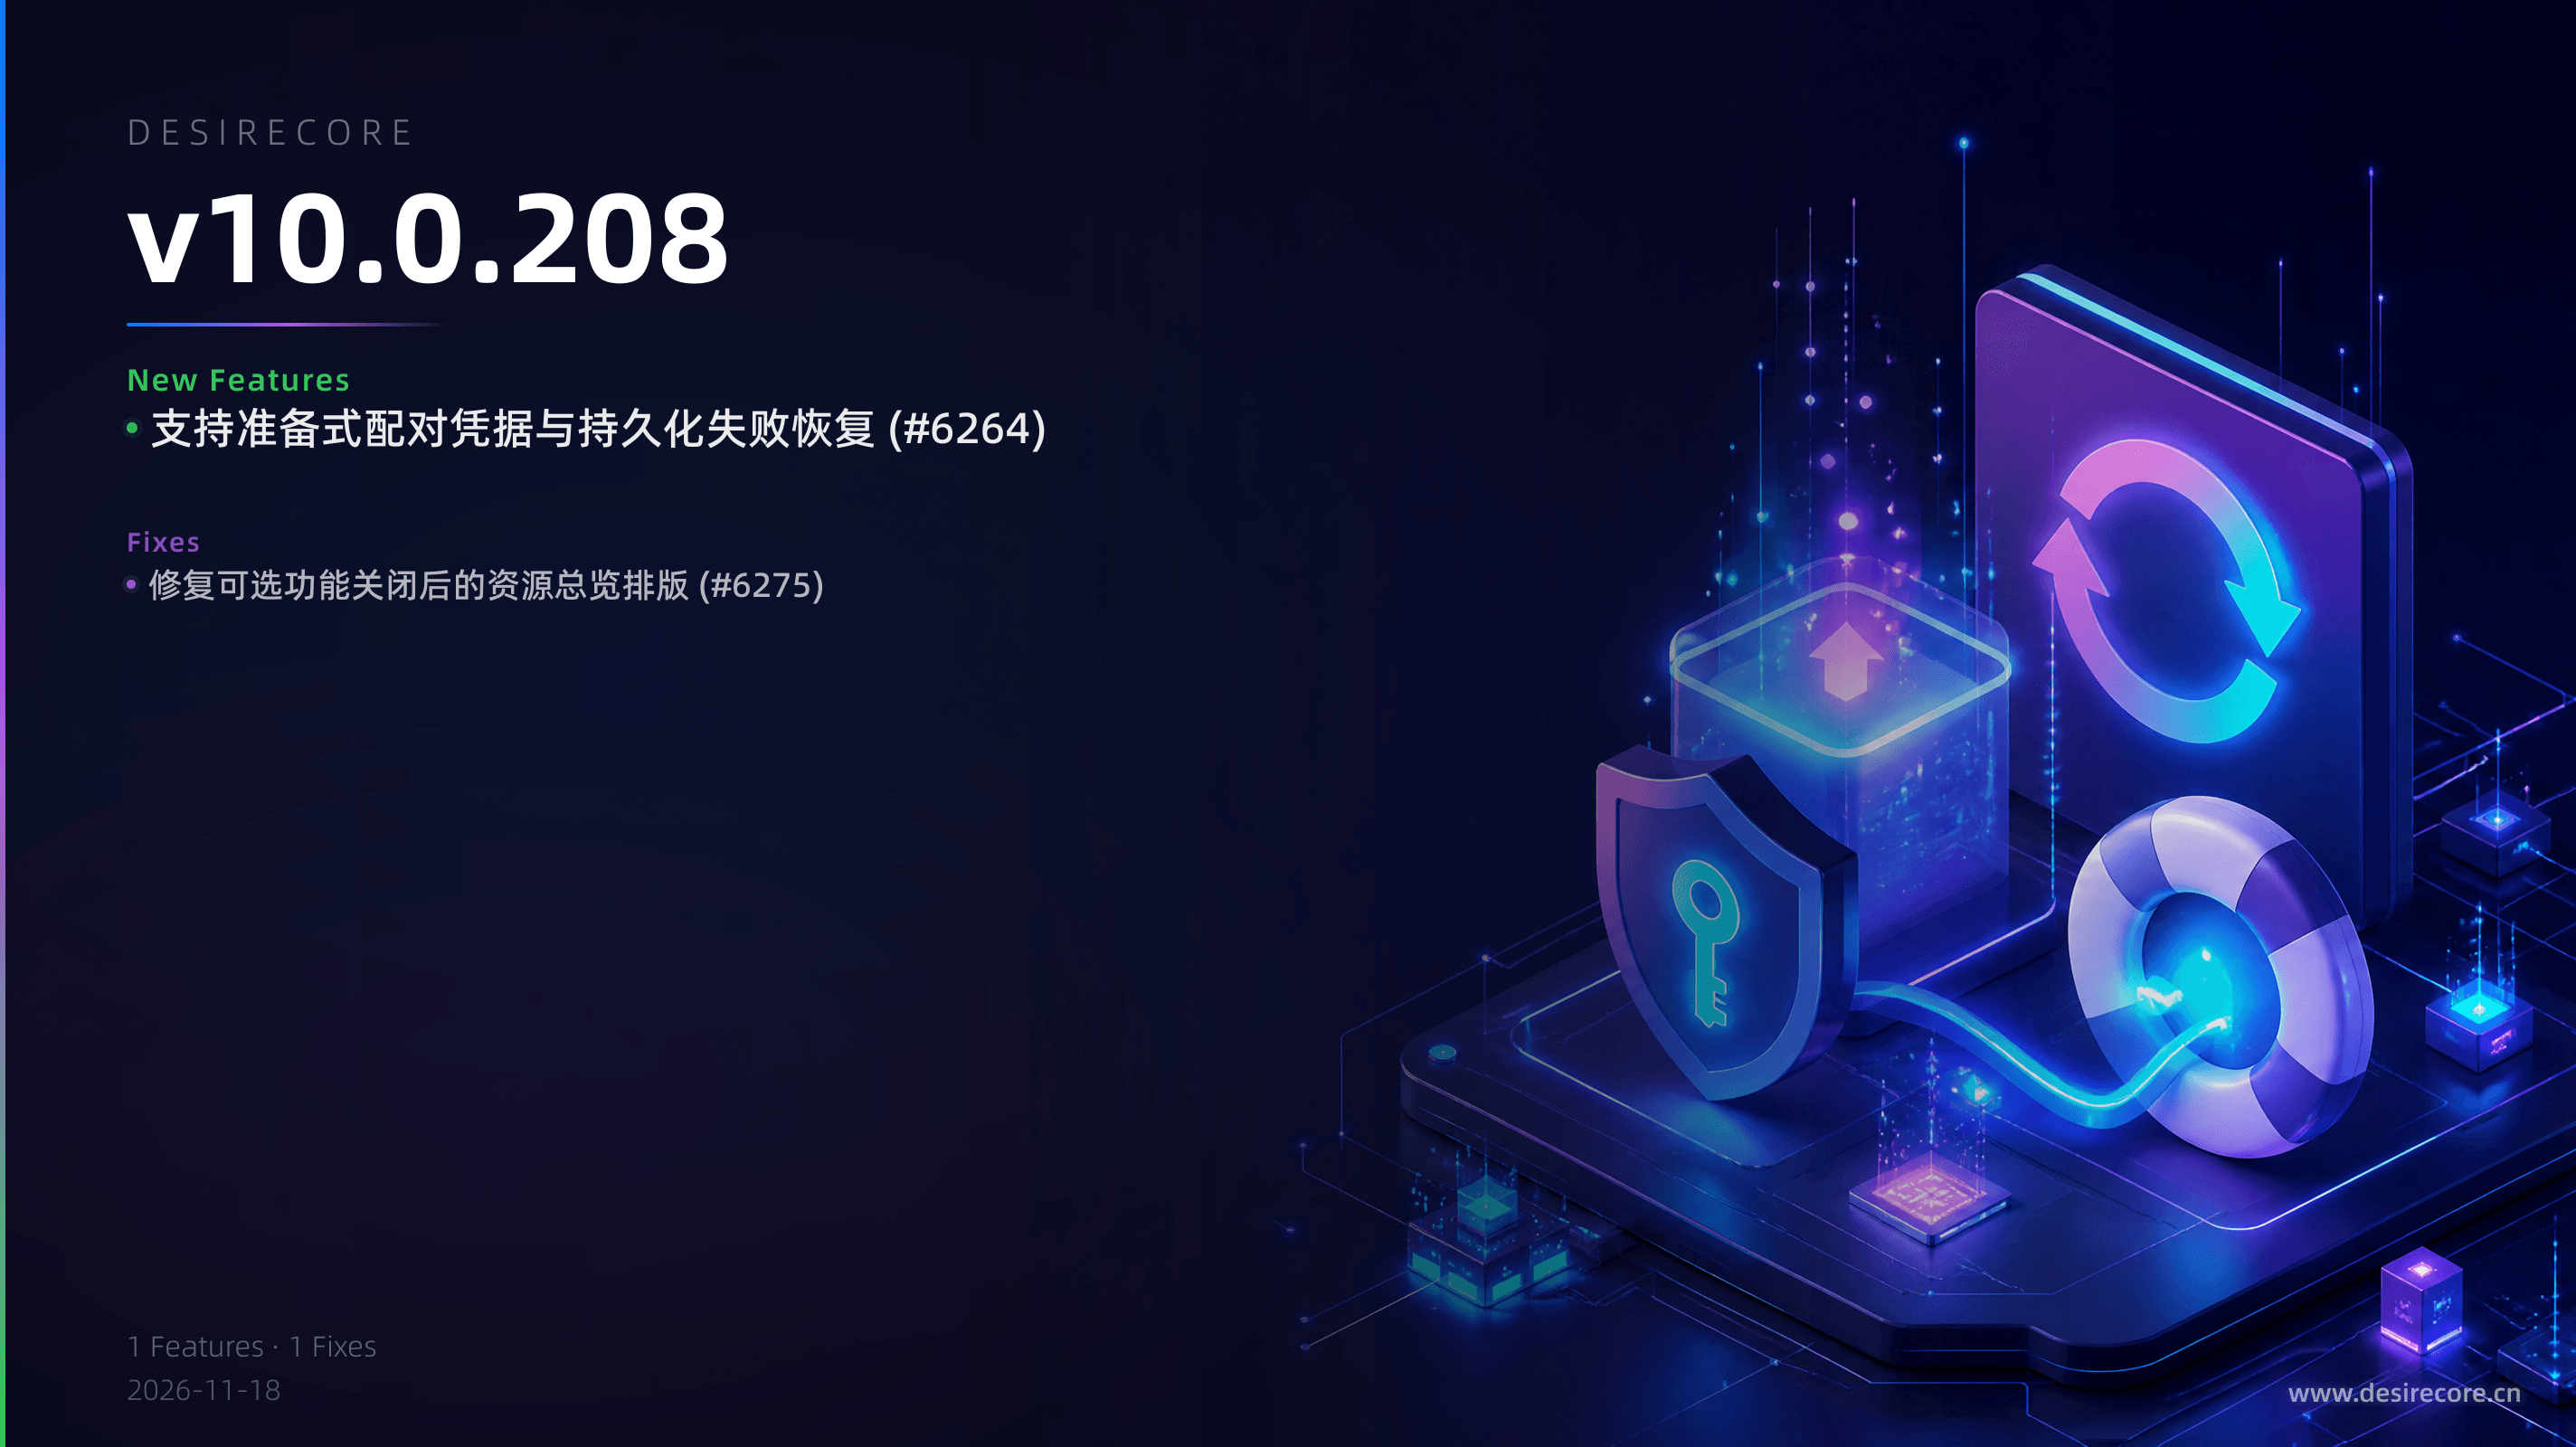 DESIRECORE
v10.0.208
New Features
支持准备式配对凭据与持久化失败恢复 (#6264)
Fixes
修复可选功能关闭后的资源总览排版 (#6275)
1 Features · 1 Fixes
2026-11-18
www.desirecore.cn